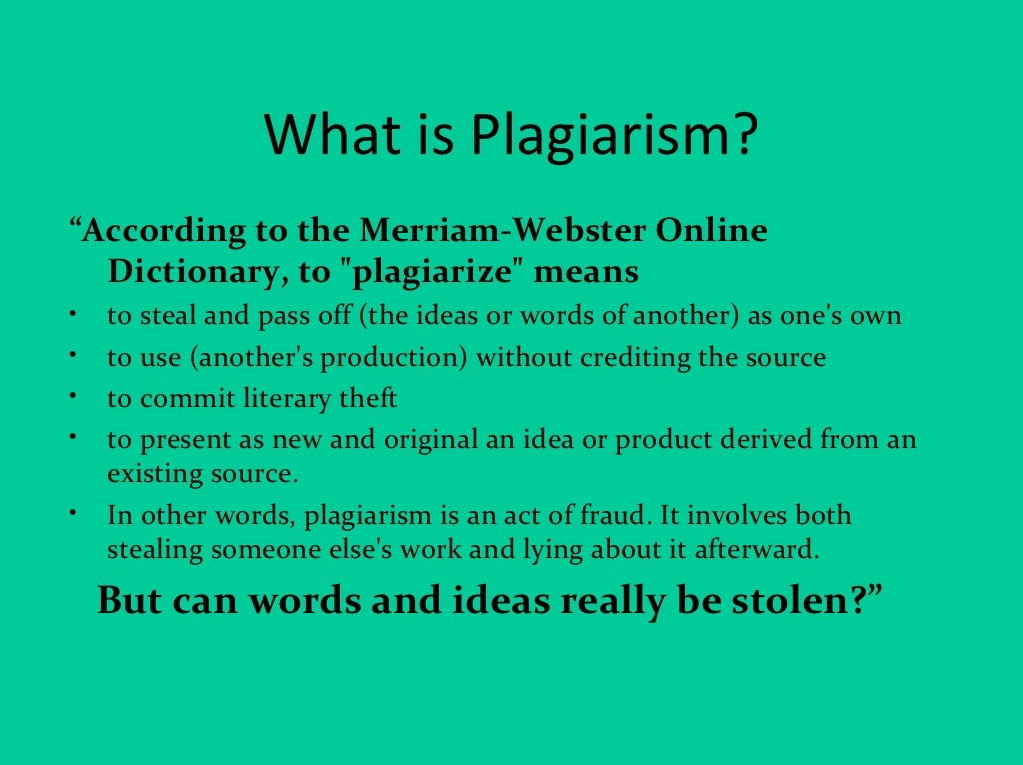 What is Plagiarism?
“According to the Merriam-Webster Online
Dictionary, to "plagiarize" means
• to steal and pass off (the ideas or words of another) as one's own
• to use (another's production) without crediting the source
• to commit literary theft
• to present as new and original an idea or product derived from an
existing source.
• In other words, plagiarism is an act of fraud. It involves both
stealing someone else's work and lying about it afterward.
But can words and ideas really be stolen?”